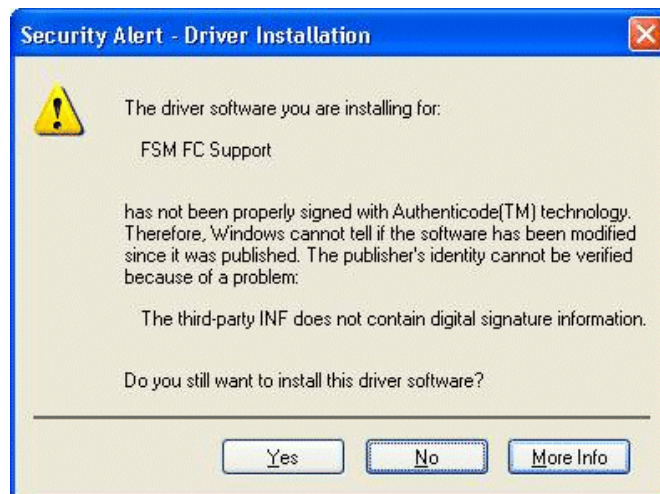 Security Alert - Driver Installation
The driver software you are installing for:
FSM FC Support
has not been properly signed with Authenticode(TM) technology.
Therefore, Windows cannot tell if the software has been modified
since it was published. The publisher's identity cannot be verified
because of a problem:
The third-party INF does not contain digital signature information.
Do you still want to install this driver software?
Yes No More Info